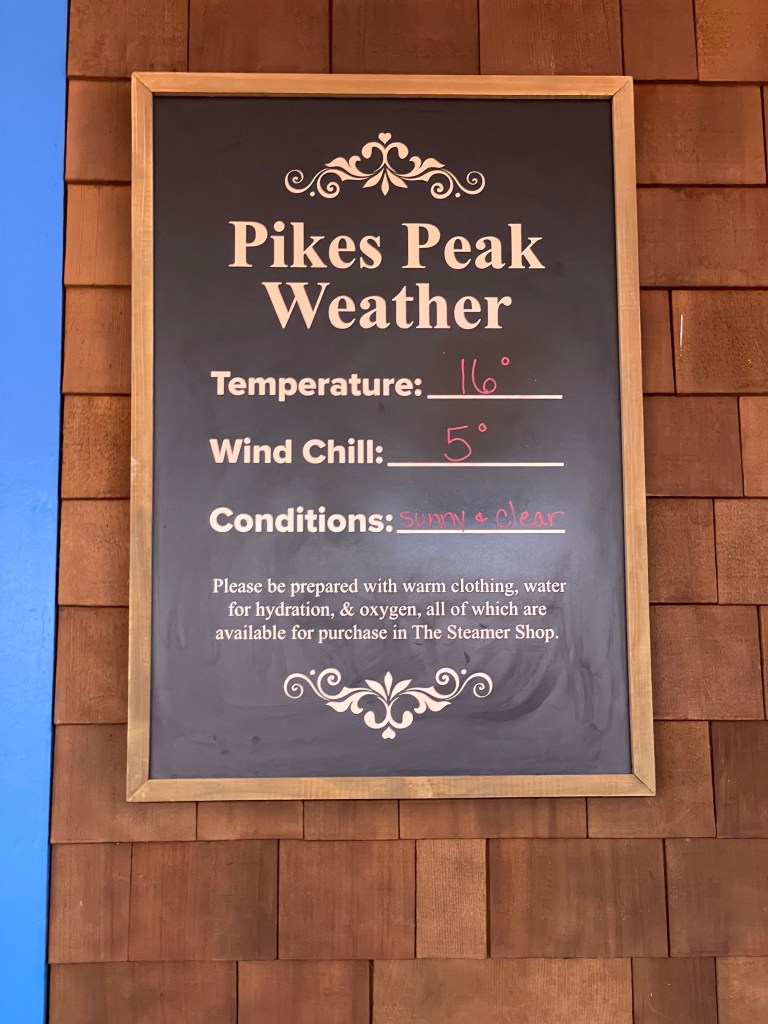 Pikes Peak
Weather
Temperature: 16°
Wind Chill: 5°
Conditions: sunny + clear
Please be prepared with warm clothing, water
for hydration, & oxygen, all of which are
available for purchase in The Steamer Shop.